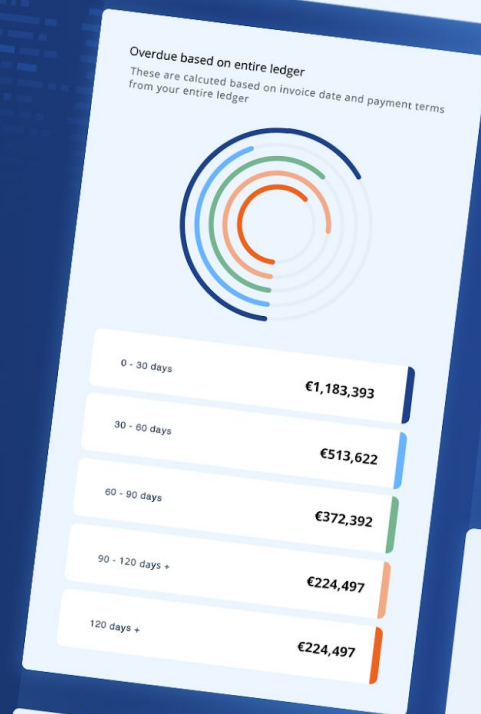 Overdue based on entire ledger
These are calcuted based on invoice date and payment terms
from your entire ledger
0 - 30 days
€1,183,393
30 - 60 days
€513,622
60 - 90 days
€372,392
90 - 120 days +
€224,497
120 days +
€224,497